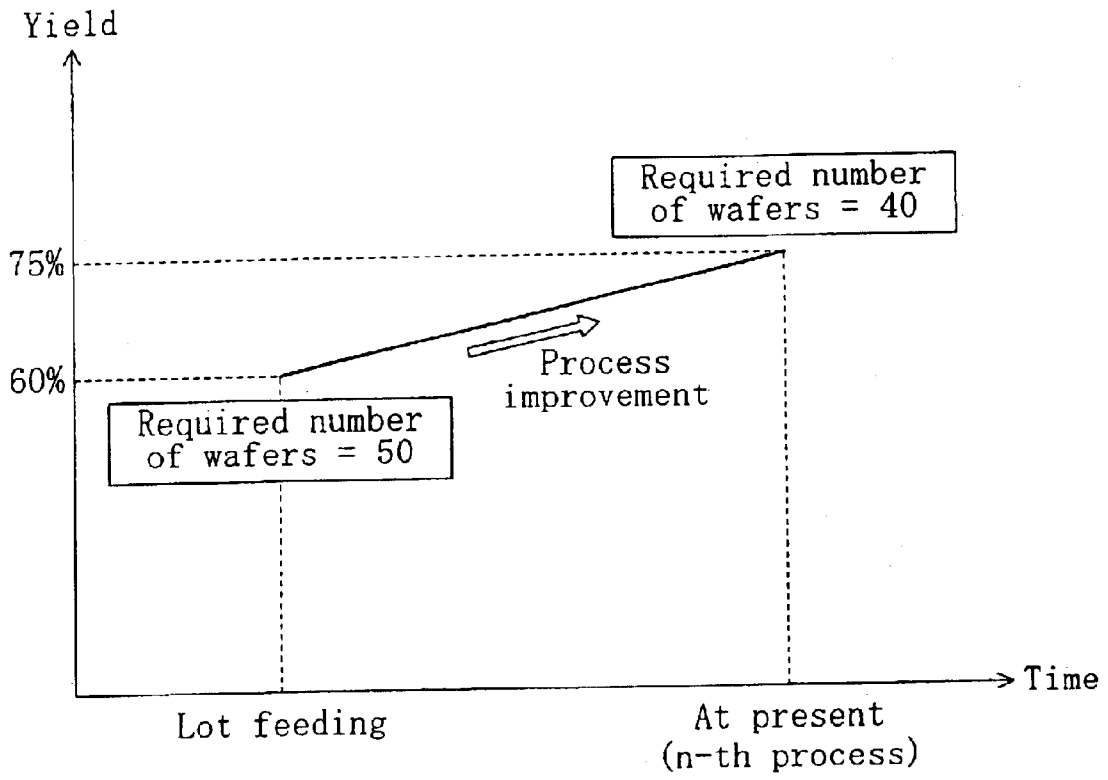 Yield
Required number
of wafers = 40
75%
Process
improvement
60%
Required number
of wafers = 50
Time
Lot feeding
At present
(n-th process)